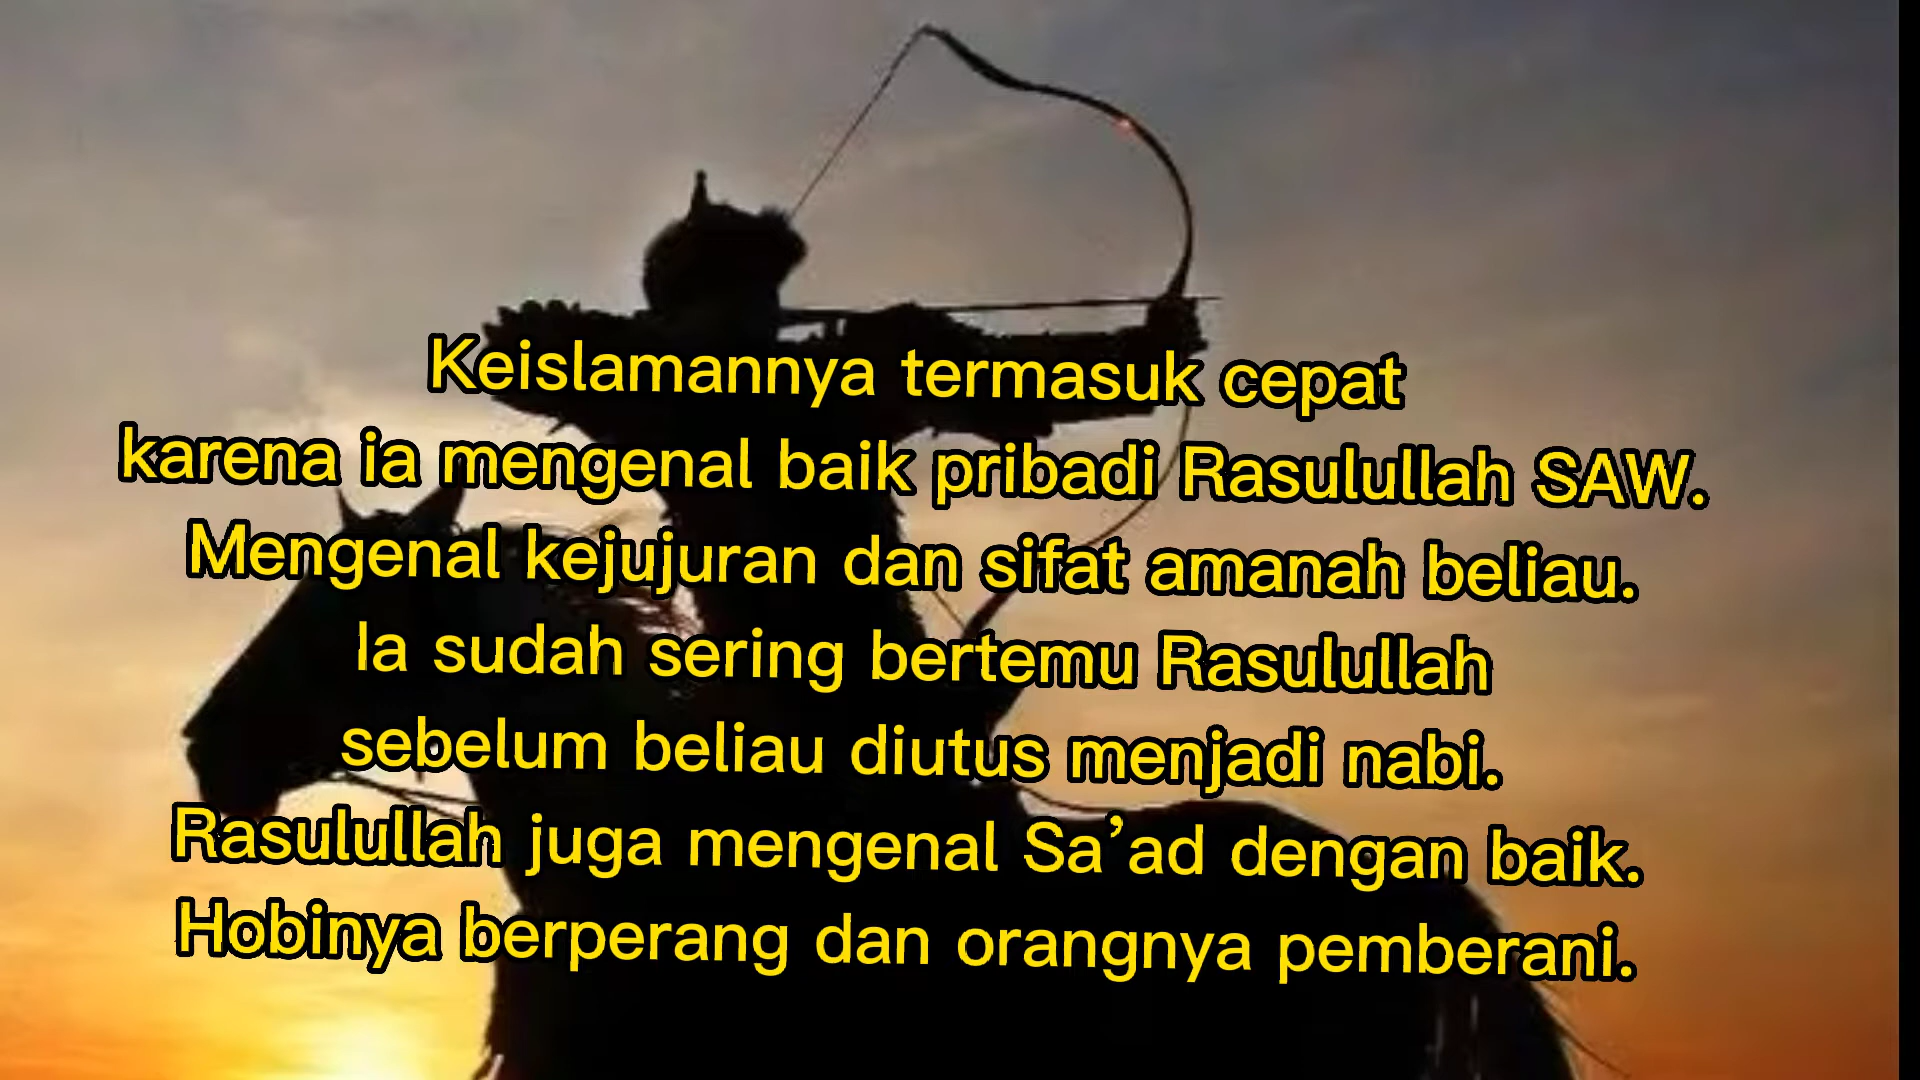 Keislamannya termasuk cepat
karena ia mengenal baik pribadi Rasulullah SAW.
Mengenal kejujuran dan sifat amanah beliau.
Ia sudah sering bertemu Rasulullah
sebelum beliau diutus menjadi nabi.
Rasulullah juga mengenal Sa’ad dengan baik.
Hobinya berperang dan orangnya pemberani.